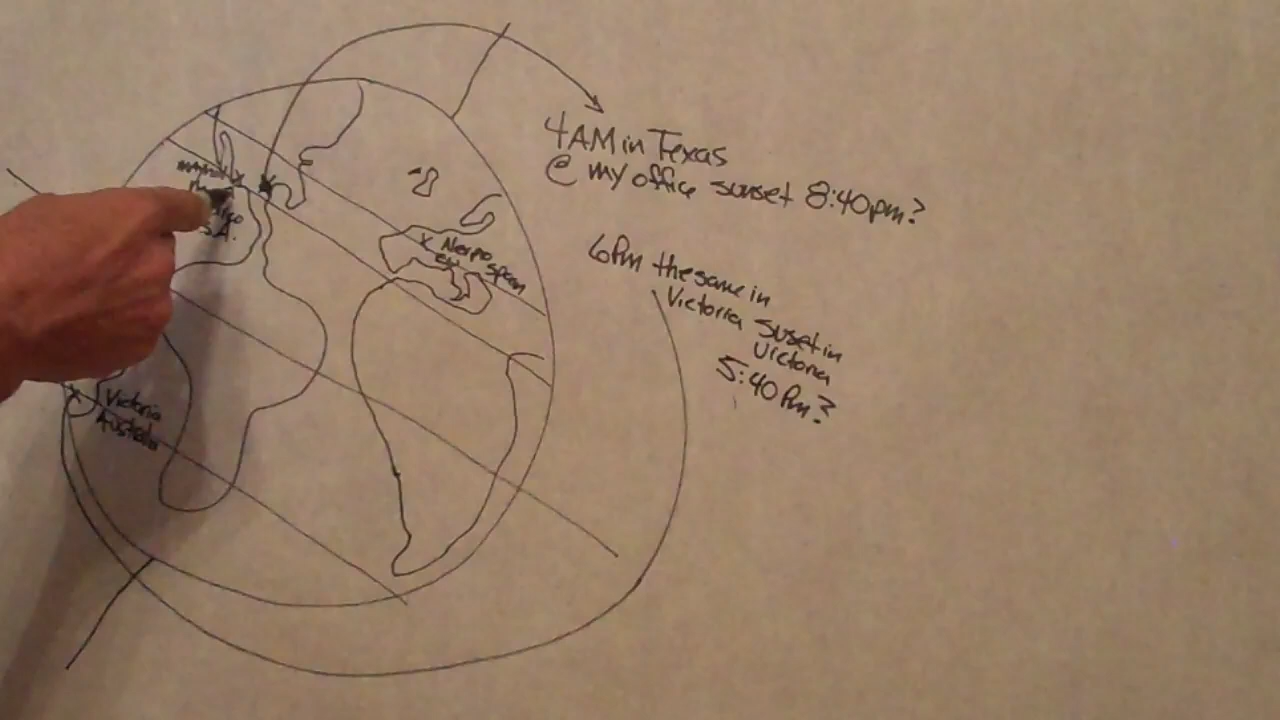 4AM in Texas
@ my office sunset 8:40pm?
6Pm the same in
Victoria Suset in
Victoria
5:40 Pm?
Nerpo
spain
Victoria
Australia